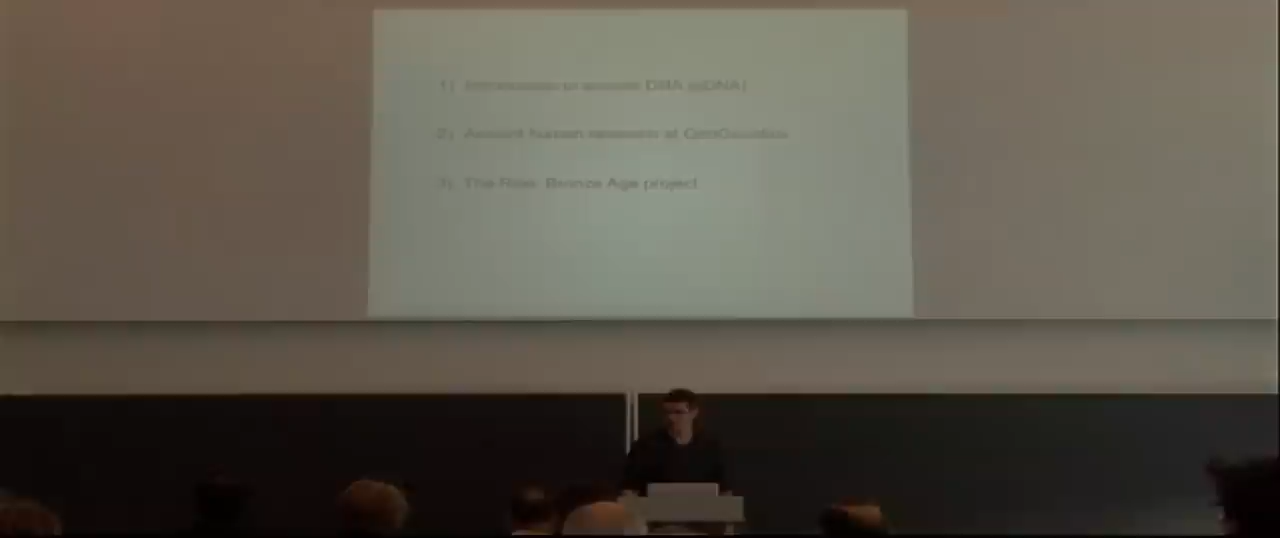 1) Introduction to ancient DNA (aDNA)
2) Ancient human research at GeoGenetics
3) The Rise: Bronze Age project